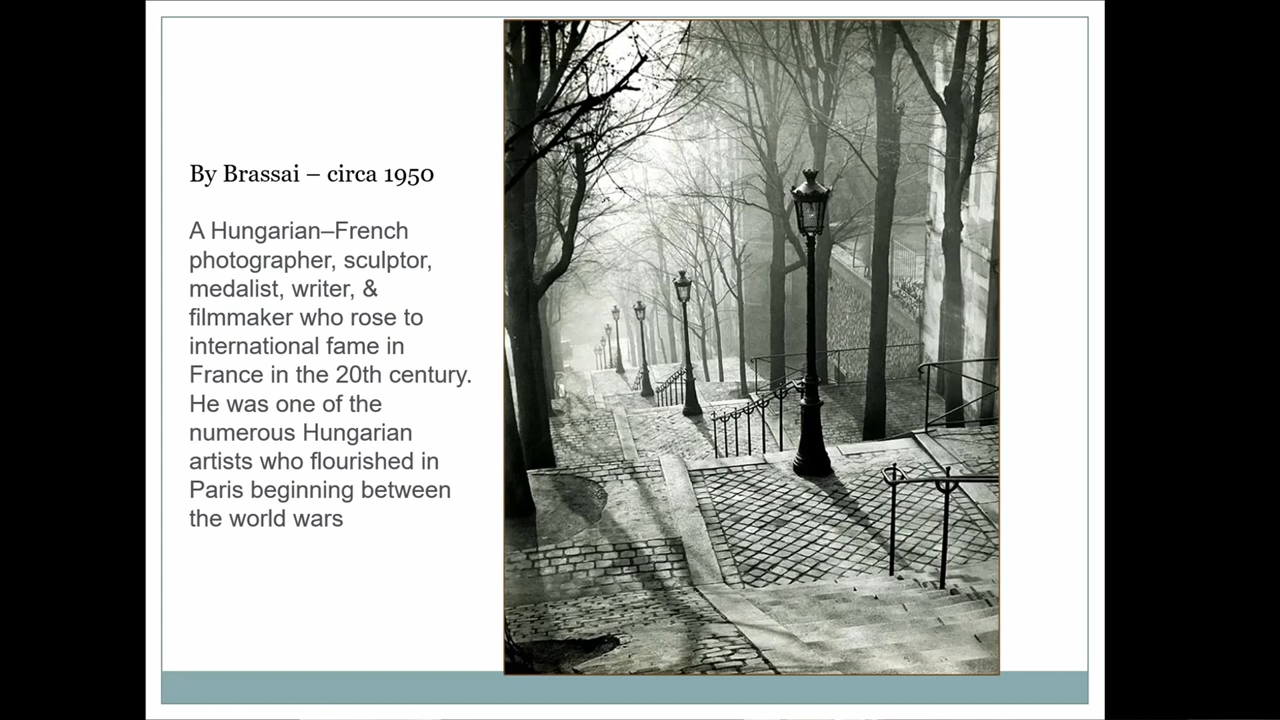 By Brassai – circa 1950
A Hungarian–French
photographer, sculptor,
medalist, writer, &
filmmaker who rose to
international fame in
France in the 20th century.
He was one of the
numerous Hungarian
artists who flourished in
Paris beginning between
the world wars